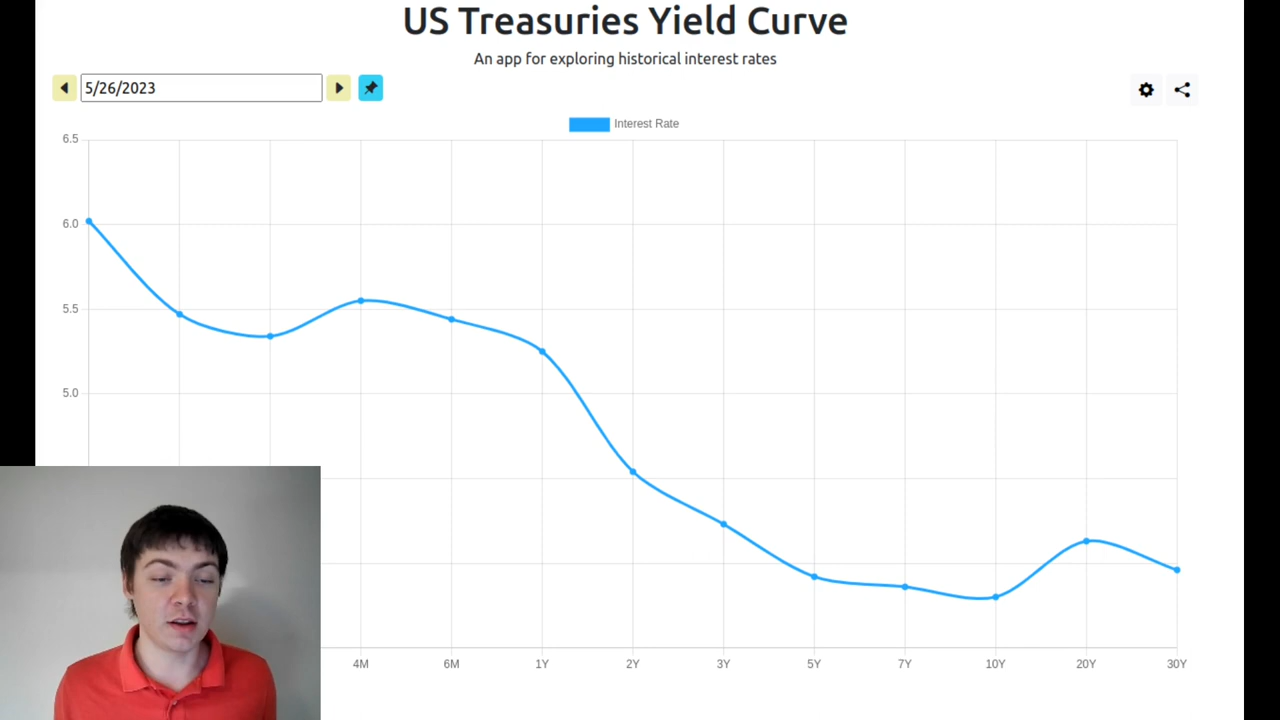 US Treasuries Yield Curve
An app for exploring historical interest rates
5/26/2023
Interest Rate
6.5
6.0
5.5
5.0
4M 6M 1Y 2Y 3Y 5Y 7Y 10Y 20Y 30Y